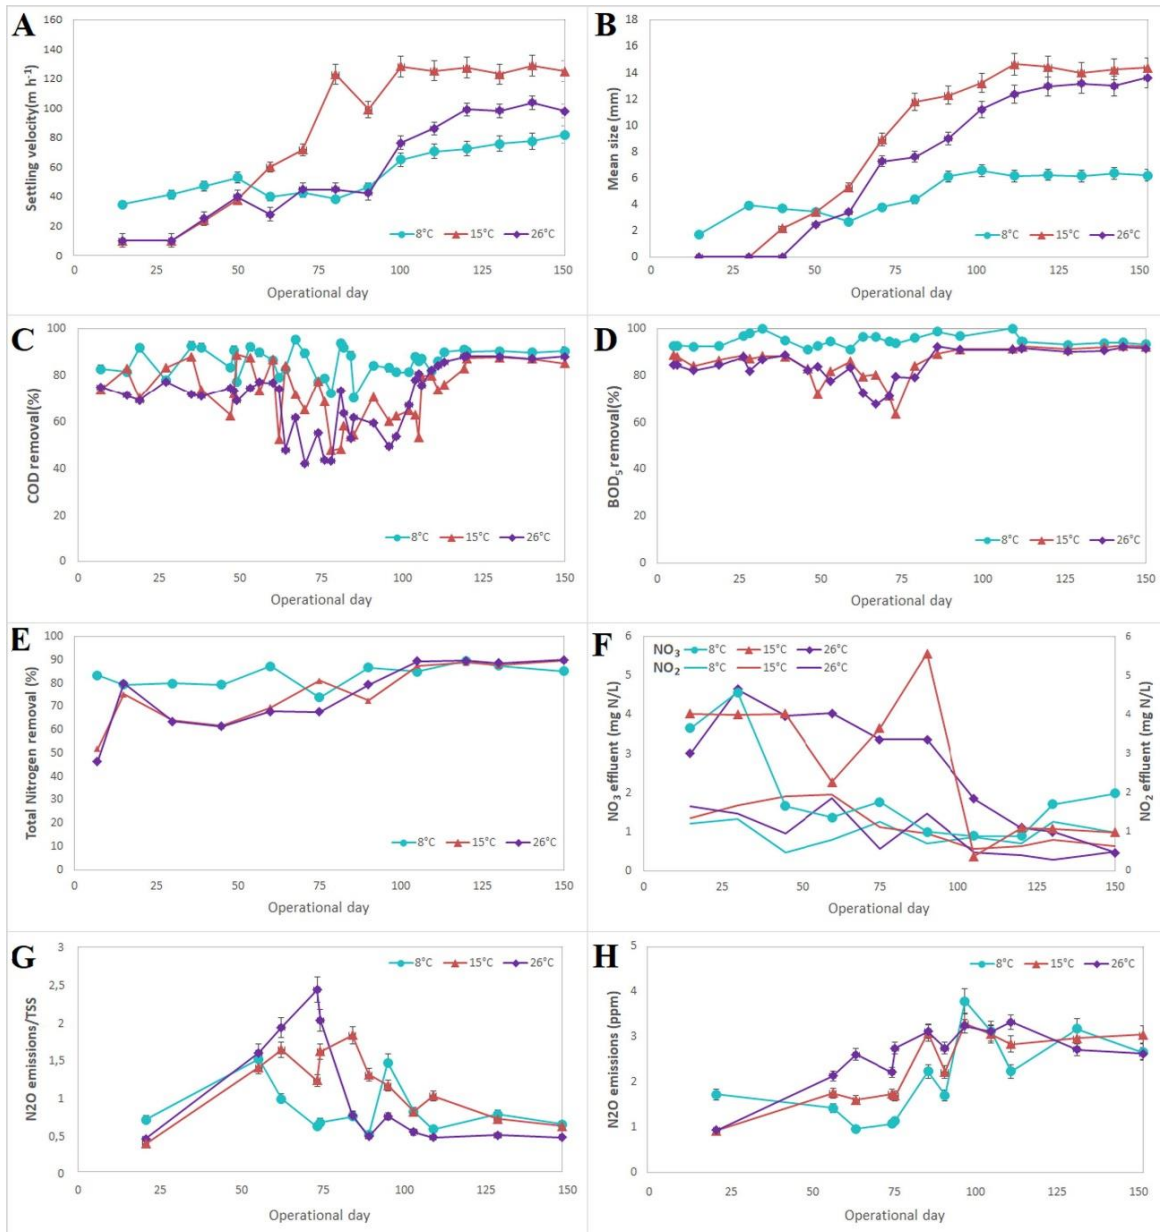 A
160
140
120
100
80
60
40
20
0
Settling velocity(m h⁻¹)
8°C 15°C 26°C
0 25 50 75 100 125 150
Operational day
B
18
16
14
12
10
8
6
4
2
0
Mean size (mm)
8°C 15°C 26°C
0 25 50 75 100 125 150
Operational day
C
100
80
60
40
20
0
COD removal(%)
8°C 15°C 26°C
0 25 50 75 100 125 150
Operational day
D
100
80
60
40
20
0
BOD₅ removal(%)
8°C 15°C 26°C
0 25 50 75 100 125 150
Operational day
E
100
90
80
70
60
50
40
30
20
10
0
Total Nitrogen removal (%)
8°C 15°C 26°C
0 25 50 75 100 125 150
Operational day
F
NO₃ 8°C 15°C 26°C
NO₂ 8°C 15°C 26°C
6
5
4
3
2
1
0
NO₃ effluent (mg N/L)
6
5
4
3
2
1
0
NO₂ effluent (mg N/L)
0 25 50 75 100 125 150
Operational day
G
3
2,5
2
1,5
1
0,5
0
N2O emissions/TSS
8°C 15°C 26°C
0 25 50 75 100 125 150
Operational day
H
5
4
3
2
1
0
N2O emissions (ppm)
8°C 15°C 26°C
0 25 50 75 100 125 150
Operational day